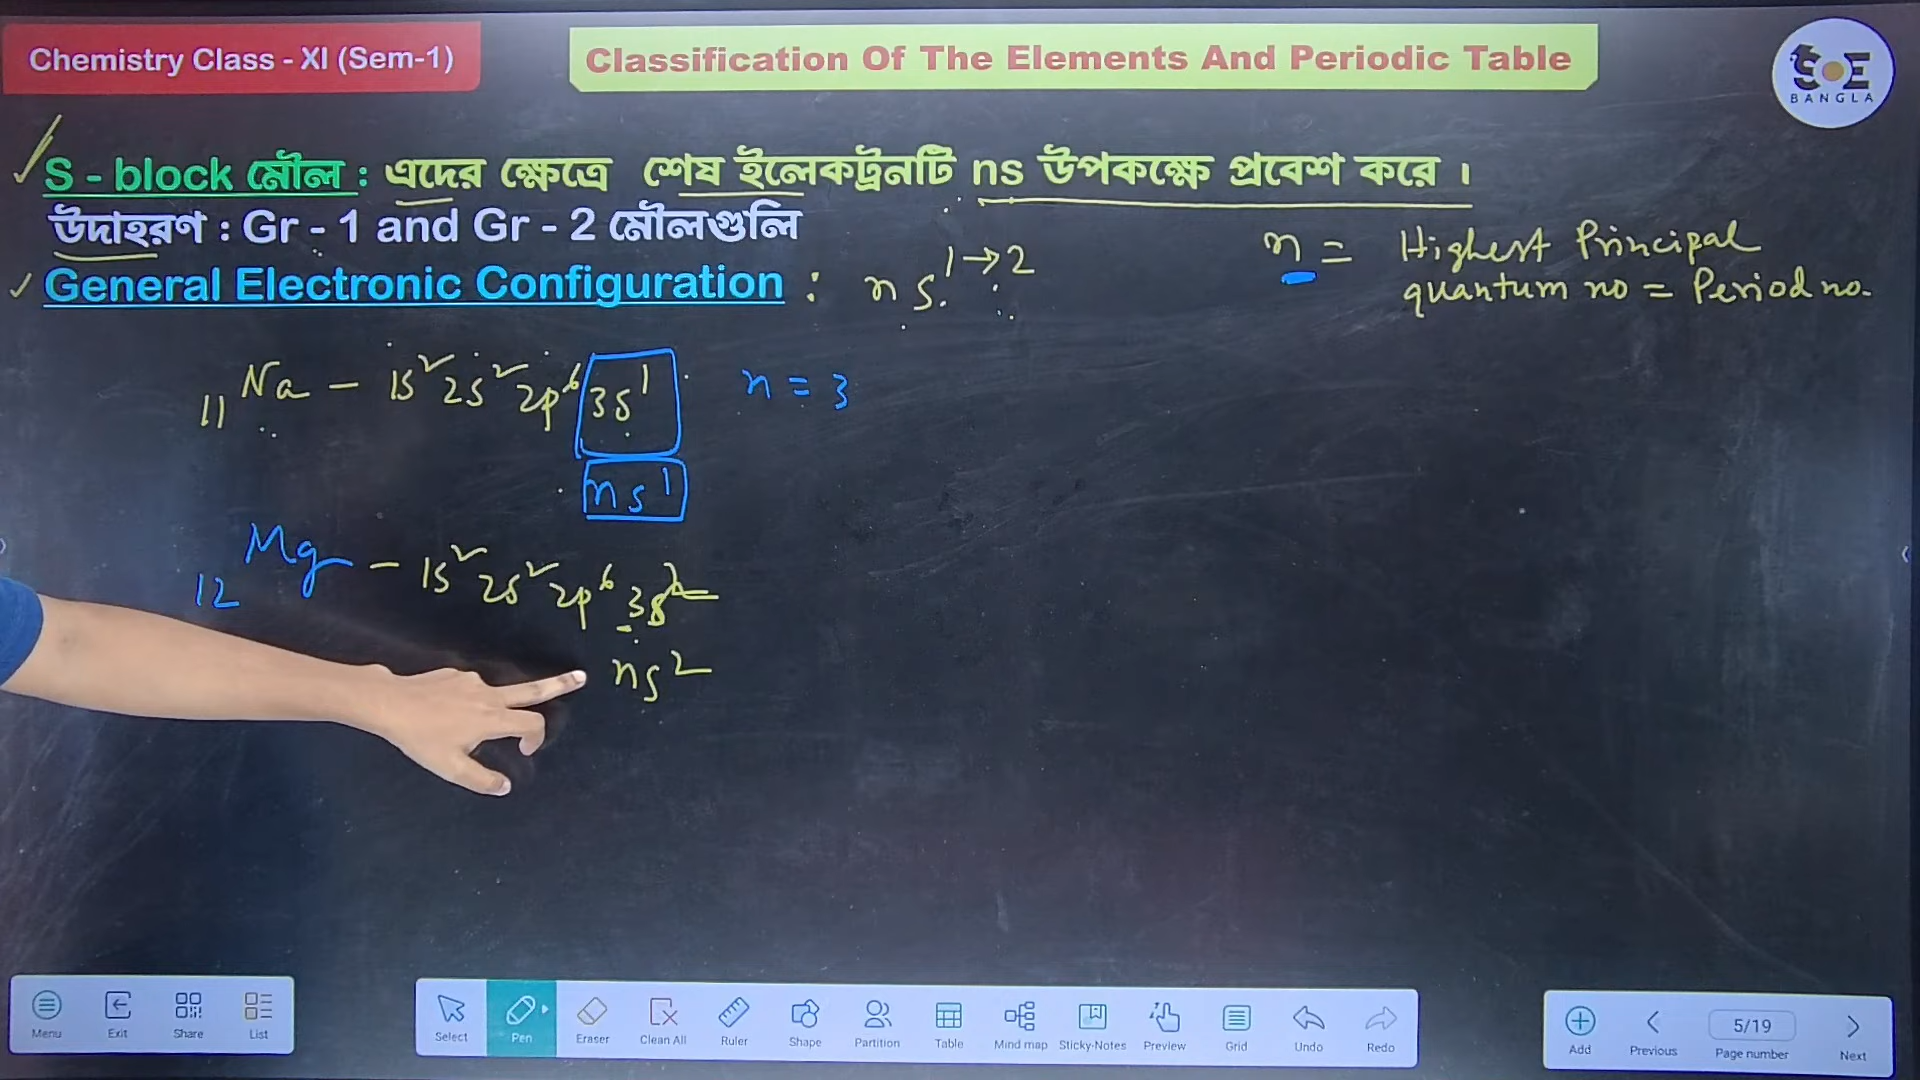 Chemistry Class - XI (Sem-1)
Classification Of The Elements And Periodic Table
SOE
BANGLA
S - block মৌল : এদের ক্ষেত্রে শেষ ইলেকট্রনটি ns উপকক্ষে প্রবেশ করে ।
উদাহরণ : Gr - 1 and Gr - 2 মৌলগুলি
General Electronic Configuration : ns¹→²
n = Highest Principal
quantum no = Period no.
₁₁Na – 1s² 2s² 2p⁶ 3s¹ n = 3
ns¹
₁₂Mg – 1s² 2s² 2p⁶ 3s²
ns²
Menu Exit Share List
Select Pen Eraser Clean All Ruler Shape Partition Table Mind map Sticky-Notes Preview Grid Undo Redo
5/19
Add Previous Page number Next